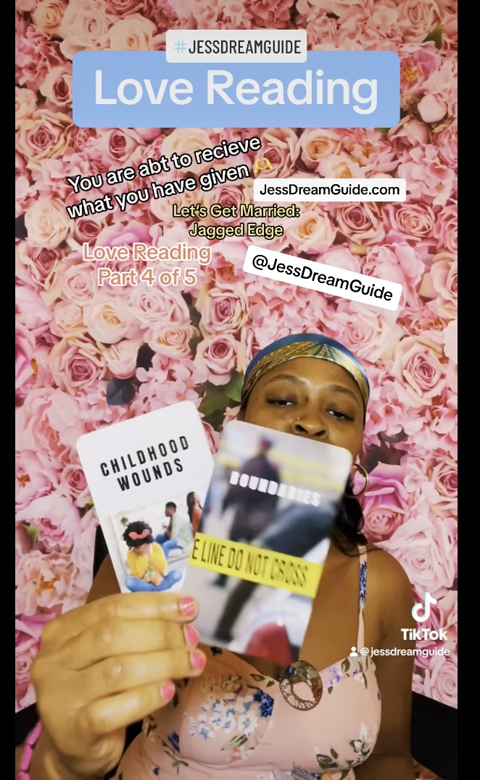 #JESSDREAMGUIDE
Love Reading
You are abt to recieve
what you have given 🫶
JessDreamGuide.com
Let's Get Married:
Jagged Edge
Love Reading
Part 4 of 5
@JessDreamGuide
CHILDHOOD
WOUNDS
BOUNDARIES
E LINE DO NOT CROSS
TikTok
@jessdreamguide